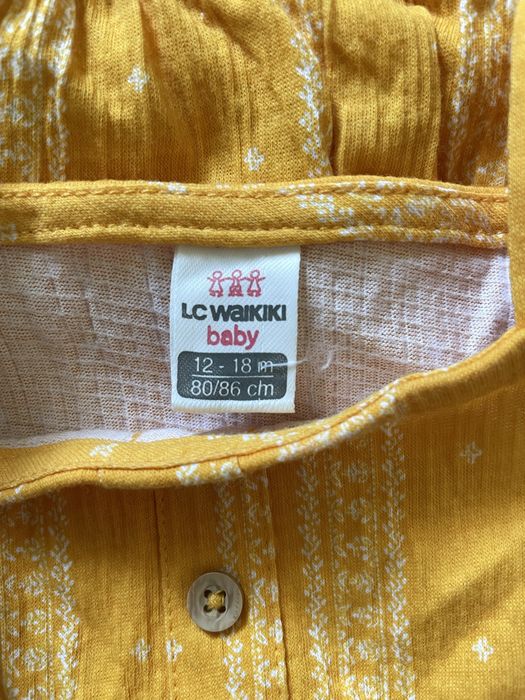 LC WAIKIKI
baby
12 - 18 m
80/86 cm